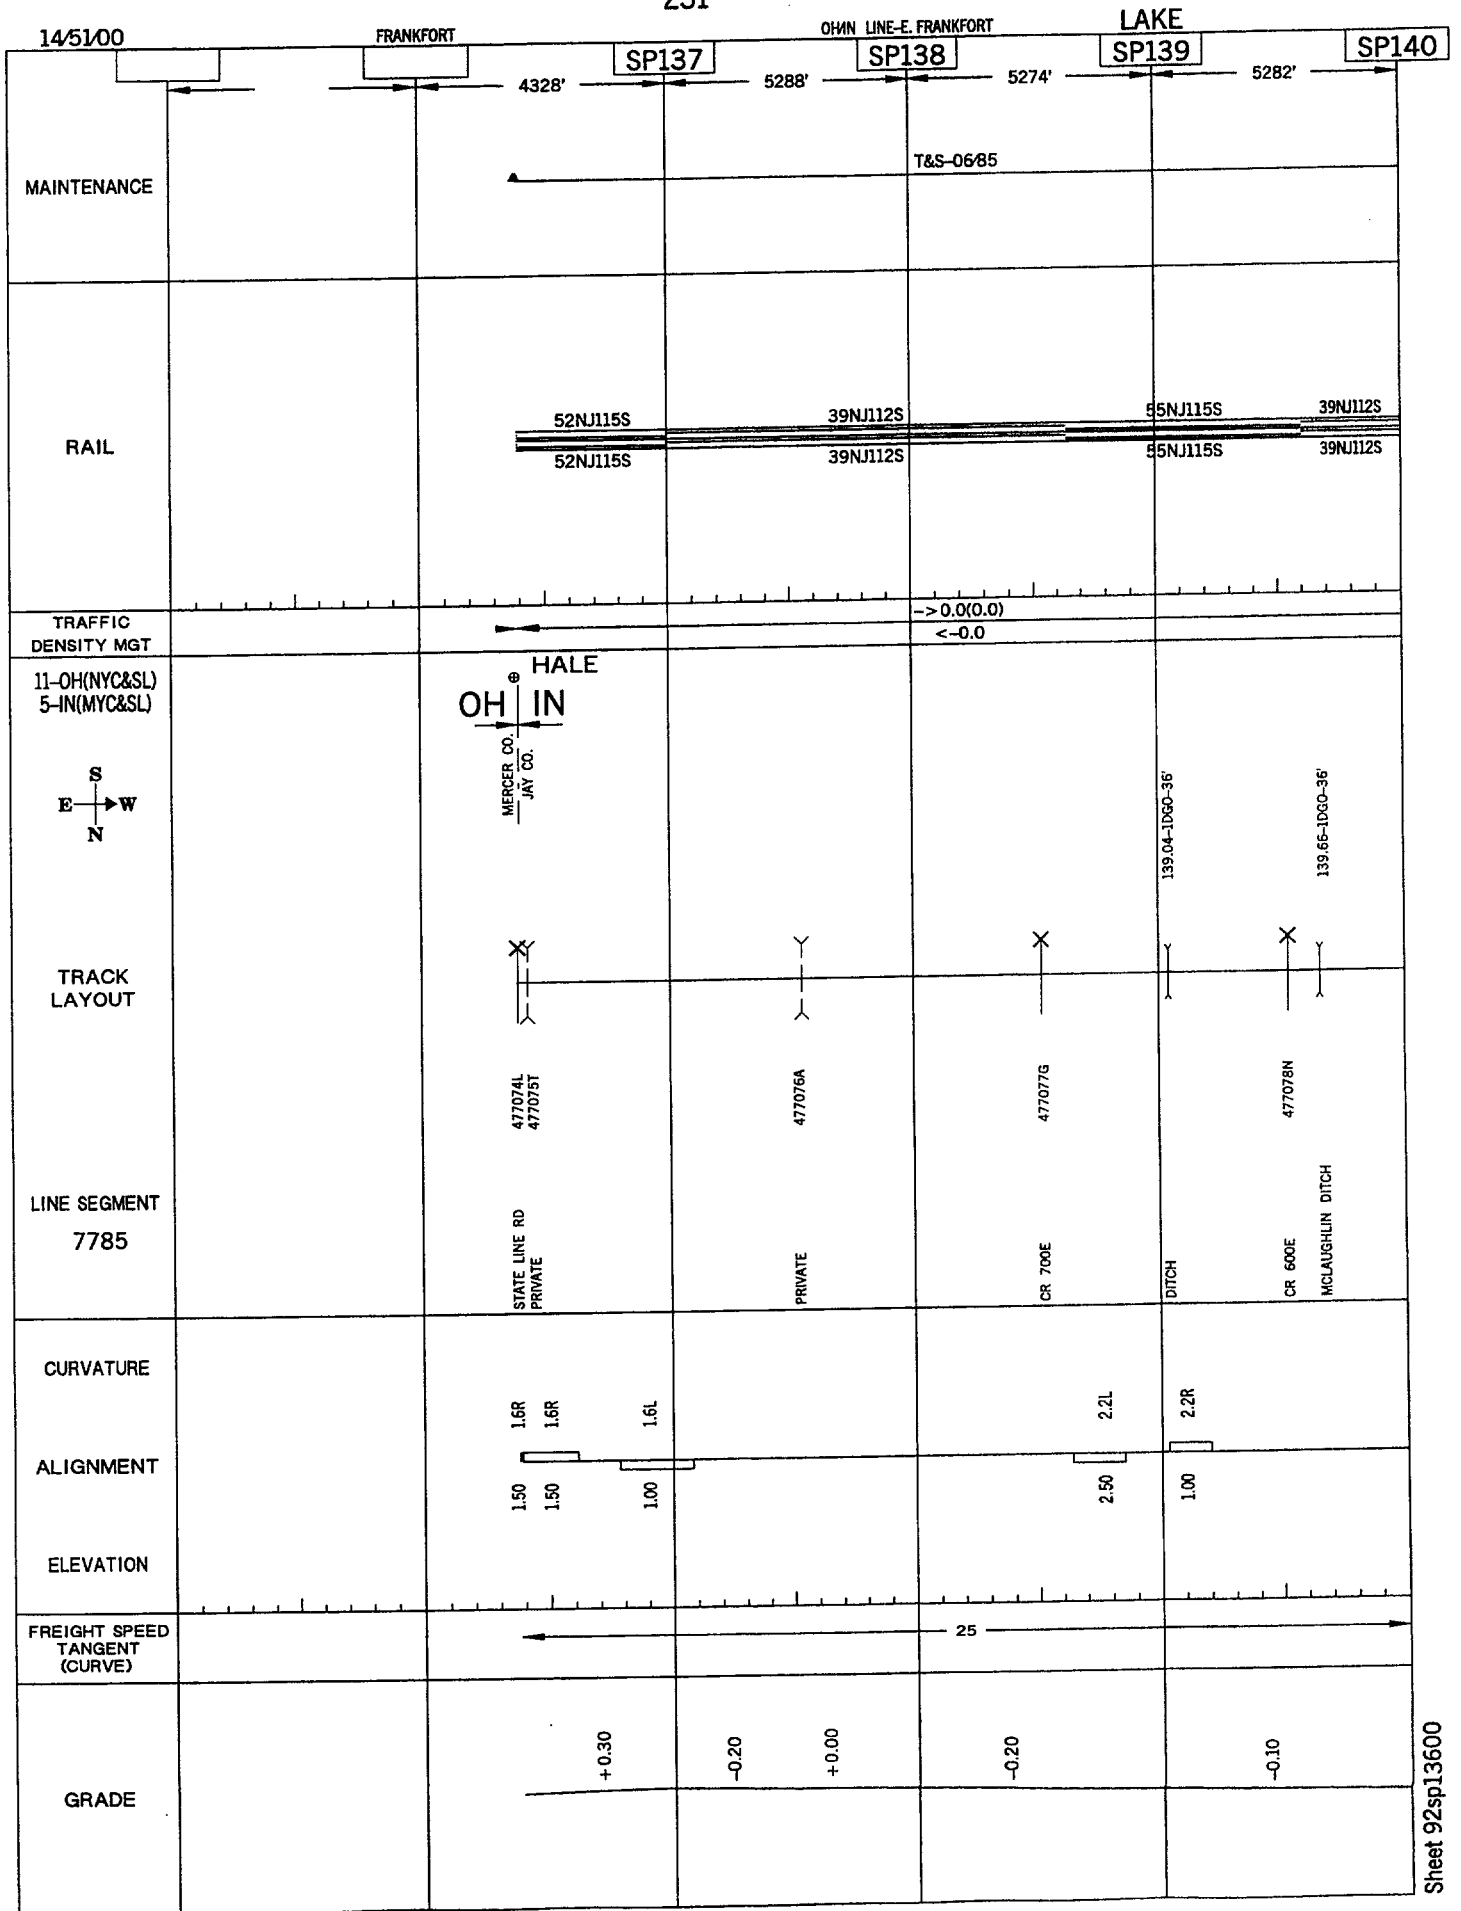 231
14/51/00
FRANKFORT
OH/IN LINE-E. FRANKFORT
LAKE
SP137
SP138
SP139
SP140
4328'
5288'
5274'
5282'
MAINTENANCE
T&S-06/85
RAIL
52NJ115S
39NJ112S
55NJ115S
39NJ112S
52NJ115S
39NJ112S
55NJ115S
39NJ112S
TRAFFIC
DENSITY MGT
->0.0(0.0)
<-0.0
11-OH(NYC&SL)
5-IN(MYC&SL)
HALE
OH IN
MERCER CO.
JAY CO.
S
E W
N
139.04-1DGO-36'
139.66-1DGO-36'
TRACK
LAYOUT
477074L
477075T
477076A
477077G
477078N
LINE SEGMENT
7785
STATE LINE RD
PRIVATE
PRIVATE
CR 700E
DITCH
CR 600E
MCLAUGHLIN DITCH
CURVATURE
1.6R
1.6R
1.6L
2.2L
2.2R
ALIGNMENT
1.50
1.50
1.00
2.50
1.00
ELEVATION
FREIGHT SPEED
TANGENT
(CURVE)
25
GRADE
+0.30
-0.20
+0.00
-0.20
-0.10
Sheet 92sp13600